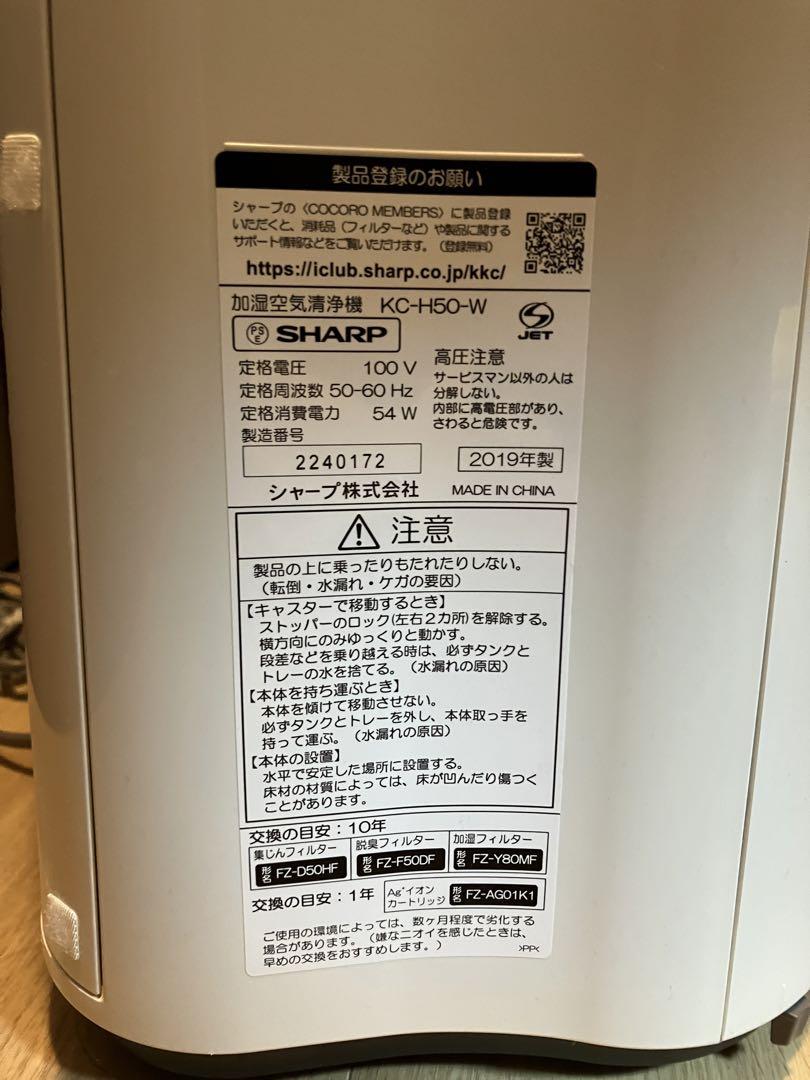 製品登録のお願い
シャープの〈COCORO MEMBERS〉に製品登録
いただくと、消耗品（フィルターなど）や製品に関する
サポート情報などをご覧いただけます。（登録無料）
https://iclub.sharp.co.jp/kkc/
加湿空気清浄機 KC-H50-W
PSE SHARP
JET
定格電圧 100 V
定格周波数 50-60 Hz
定格消費電力 54 W
製造番号
2240172
高圧注意
サービスマン以外の人は
分解しない。
内部に高電圧部があり、
さわると危険です。
2019年製
シャープ株式会社 MADE IN CHINA
注意
製品の上に乗ったりもたれたりしない。
（転倒・水漏れ・ケガの要因）
【キャスターで移動するとき】
ストッパーのロック(左右2カ所)を解除する。
横方向にのみゆっくりと動かす。
段差などを乗り越える時は、必ずタンクと
トレーの水を捨てる。（水漏れの原因）
【本体を持ち運ぶとき】
本体を傾けて移動させない。
必ずタンクとトレーを外し、本体取っ手を
持って運ぶ。（水漏れの原因）
【本体の設置】
水平で安定した場所に設置する。
床材の材質によっては、床が凹んだり傷つく
ことがあります。
交換の目安：10年
集じんフィルター
形名 FZ-D50HF
脱臭フィルター
形名 FZ-F50DF
加湿フィルター
形名 FZ-Y80MF
交換の目安：1年
Ag⁺イオン
カートリッジ
形名 FZ-AG01K1
ご使用の環境によっては、数ヶ月程度で劣化する
場合があります。（嫌なニオイを感じたときは、
早めの交換をおすすめします。）
>PP<